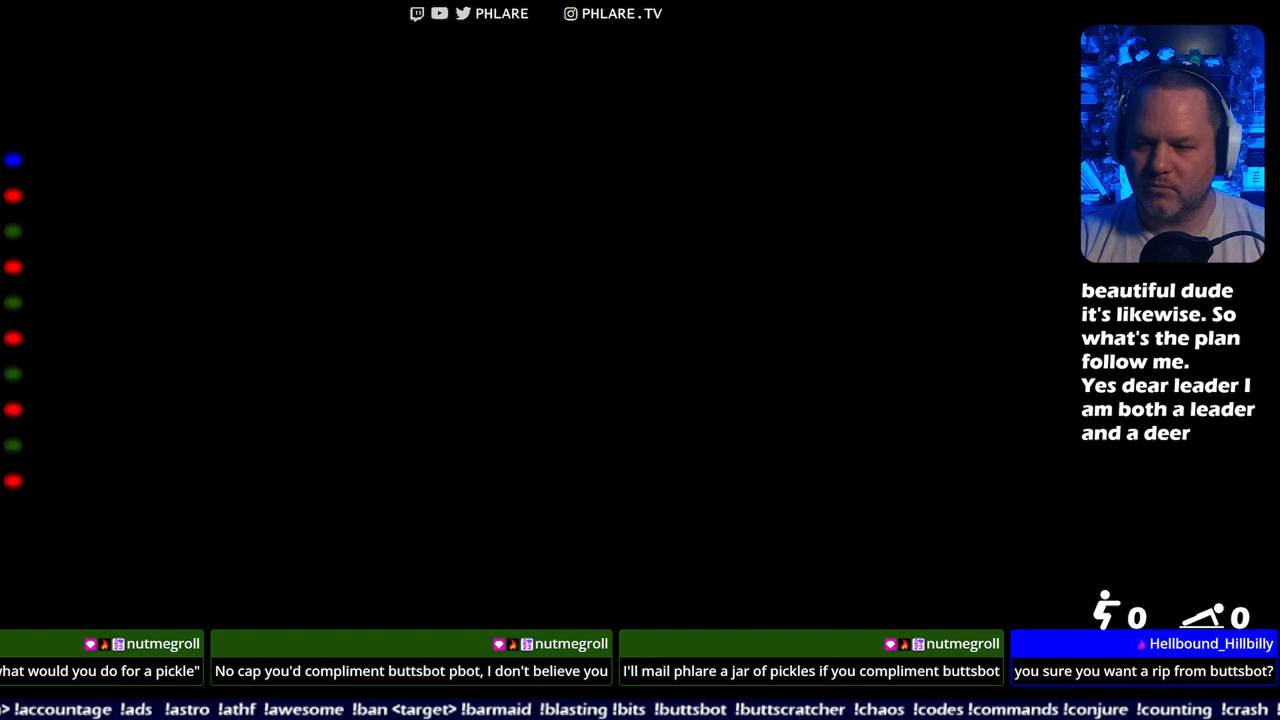 PHLARE PHLARE.TV
beautiful dude
it's likewise. So
what's the plan
follow me.
Yes dear leader I
am both a leader
and a deer
0 0
nutmegroll
what would you do for a pickle"
nutmegroll
No cap you'd compliment buttsbot pbot, I don't believe you
nutmegroll
I'll mail phlare a jar of pickles if you compliment buttsbot
Hellbound_Hillbilly
you sure you want a rip from buttsbot?
> !accountage !ads !astro !athf !awesome !ban <target> !barmaid !blasting !bits !buttsbot !buttscratcher !chaos !codes !commands !conjure !counting !crash